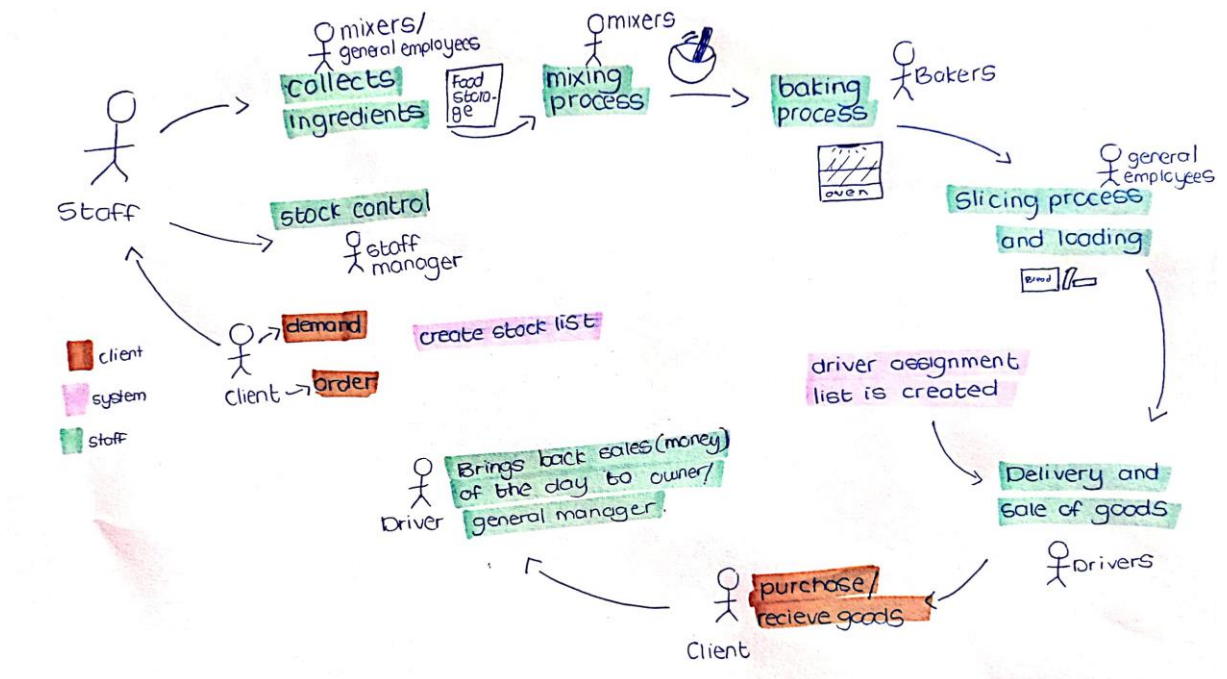 mixers/
general employees
collects
ingredients
Food
stora-
ge
mixers
mixing
process
baking
process
Bakers
oven
general
employees
Slicing process
and loading
Bread
Staff
stock control
staff
manager
demand
client
order
create stock list
client
system
staff
driver assignment
list is created
Delivery and
sale of goods
Drivers
purchase/
recieve goods
Client
Brings back sales (money)
of the day to owner/
general manager.
Driver